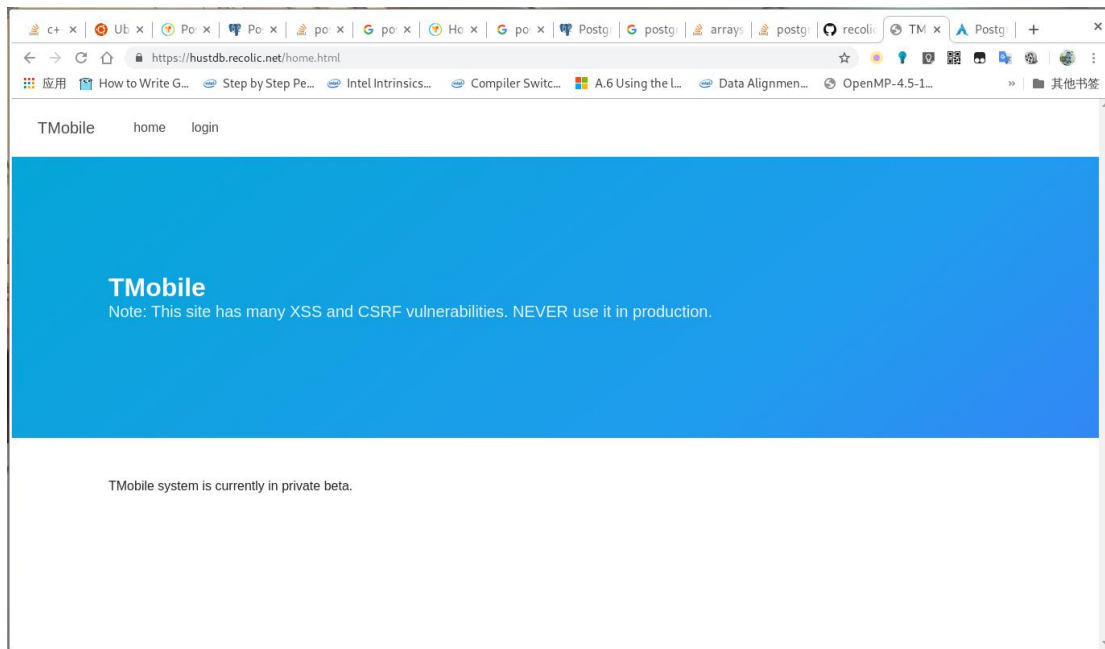 c+ Ub Po Po po po Ho po Postg postg arrays postg recolic TM Postg
https://hustdb.recolic.net/home.html
应用 How to Write G... Step by Step Pe... Intel Intrinsics... Compiler Switc... A.6 Using the l... Data Alignmen... OpenMP-4.5-1... » 其他书签
TMobile home login
TMobile
Note: This site has many XSS and CSRF vulnerabilities. NEVER use it in production.
TMobile system is currently in private beta.